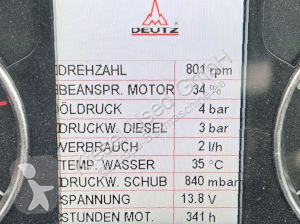 DEUTZ
DREHZAHL 801 rpm
BEANSPR. MOTOR 34 %
ÖLDRUCK 4 bar
DRUCKW. DIESEL 3 bar
VERBRAUCH 2 l/h
TEMP. WASSER 35 °C
DRUCKW. SCHUB 840 mbar
SPANNUNG 13.8 V
STUNDEN MOT. 341 h